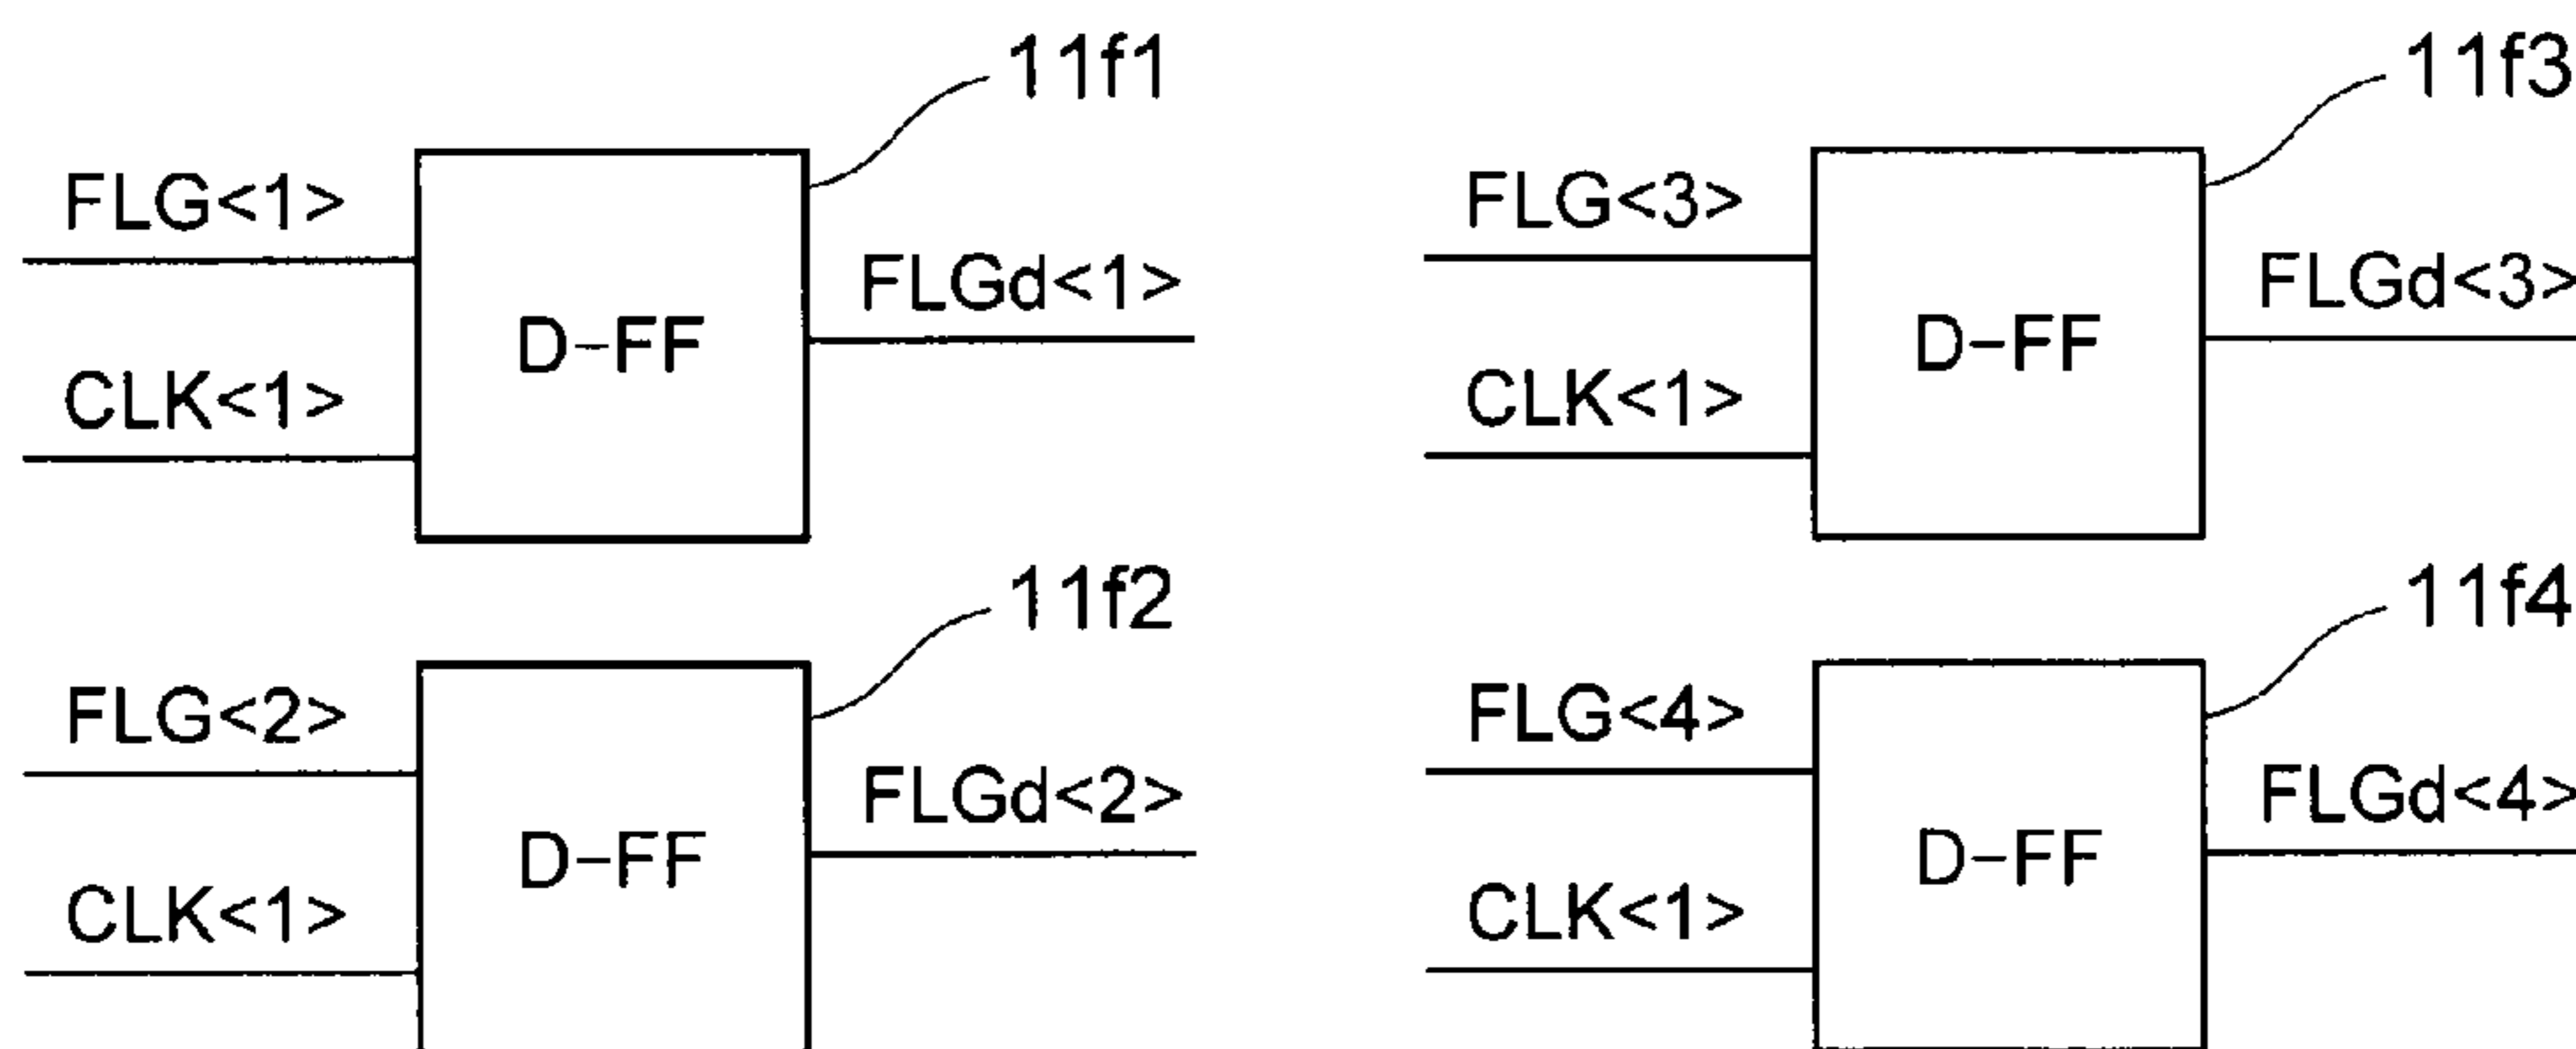 11f1
FLG<1>
FLGd<1>
D-FF
CLK<1>
11f2
FLG<2>
FLGd<2>
D-FF
CLK<1>
11f3
FLG<3>
FLGd<3>
D-FF
CLK<1>
11f4
FLG<4>
FLGd<4>
D-FF
CLK<1>